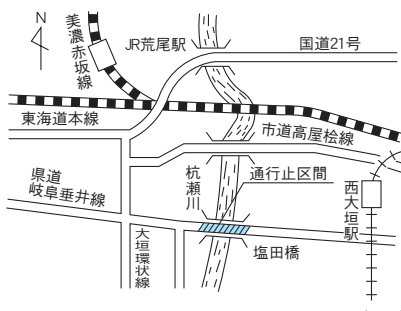 N
美濃赤坂線
JR荒尾駅
国道21号
東海道本線
市道高屋桧線
県道
岐阜垂井線
杭瀬川
通行止区間
西大垣駅
大垣環状線
塩田橋